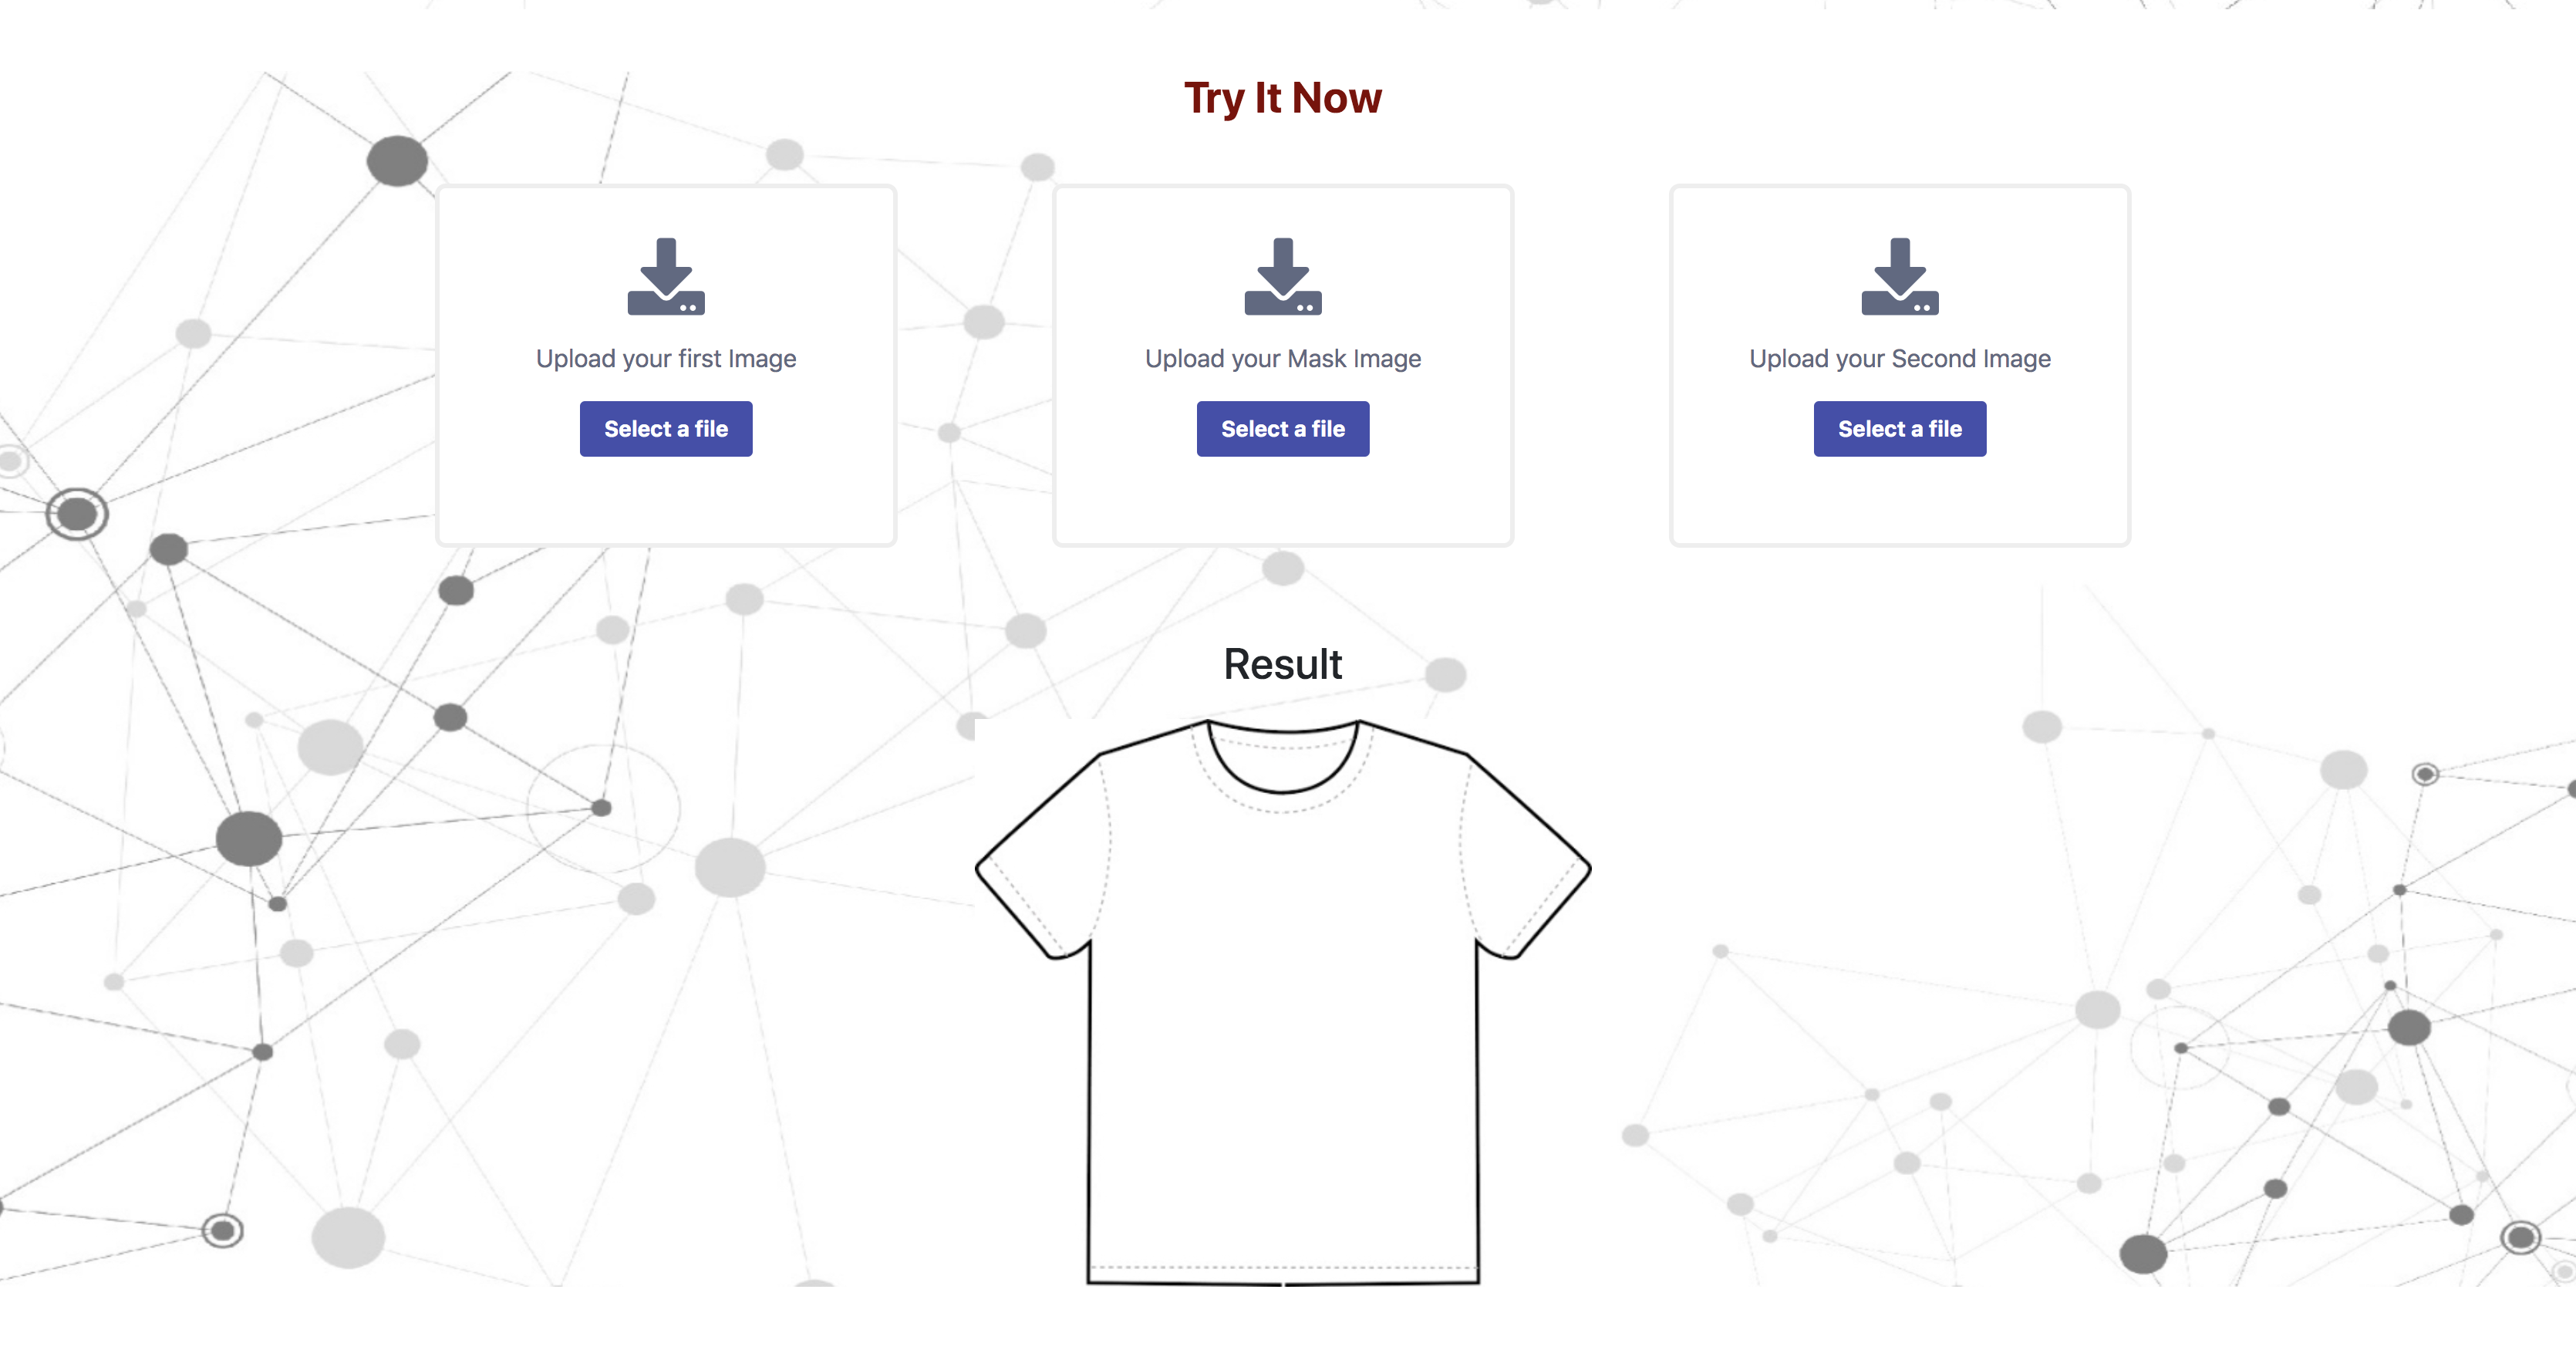 Try It Now
Upload your first Image
Select a file
Upload your Mask Image
Select a file
Upload your Second Image
Select a file
Result